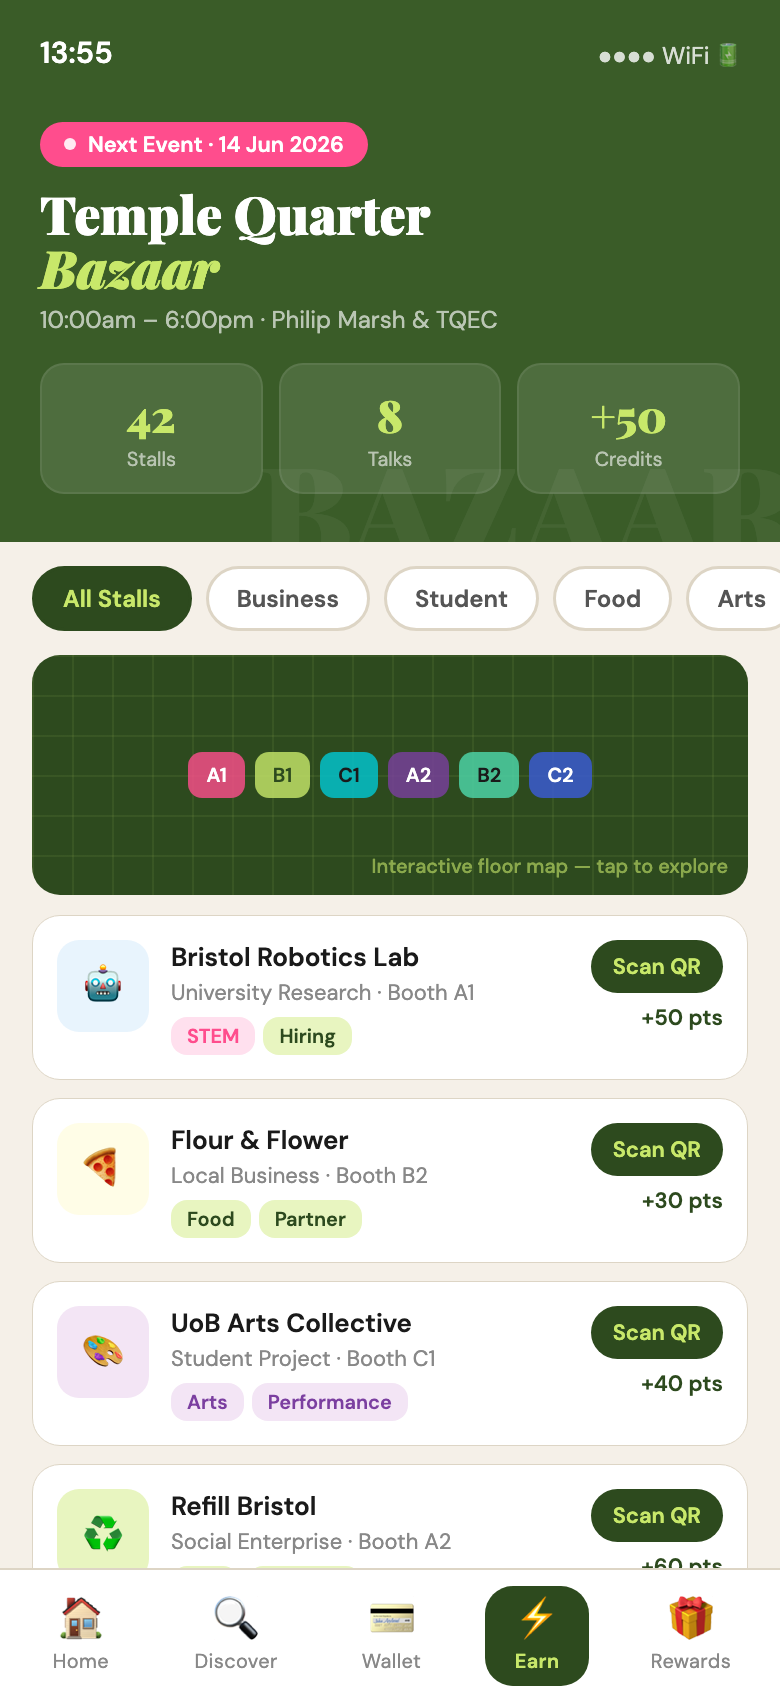 13:55
●●●● WiFi
Next Event · 14 Jun 2026
Temple Quarter
Bazaar
10:00am – 6:00pm · Philip Marsh & TQEC
42
Stalls
8
Talks
+50
Credits
BAZAAR
All Stalls
Business
Student
Food
Arts
A1
B1
C1
A2
B2
C2
Interactive floor map — tap to explore
Bristol Robotics Lab
University Research · Booth A1
STEM
Hiring
Scan QR
+50 pts
Flour & Flower
Local Business · Booth B2
Food
Partner
Scan QR
+30 pts
UoB Arts Collective
Student Project · Booth C1
Arts
Performance
Scan QR
+40 pts
Refill Bristol
Social Enterprise · Booth A2
Scan QR
+60 pts
Home
Discover
Wallet
Earn
Rewards